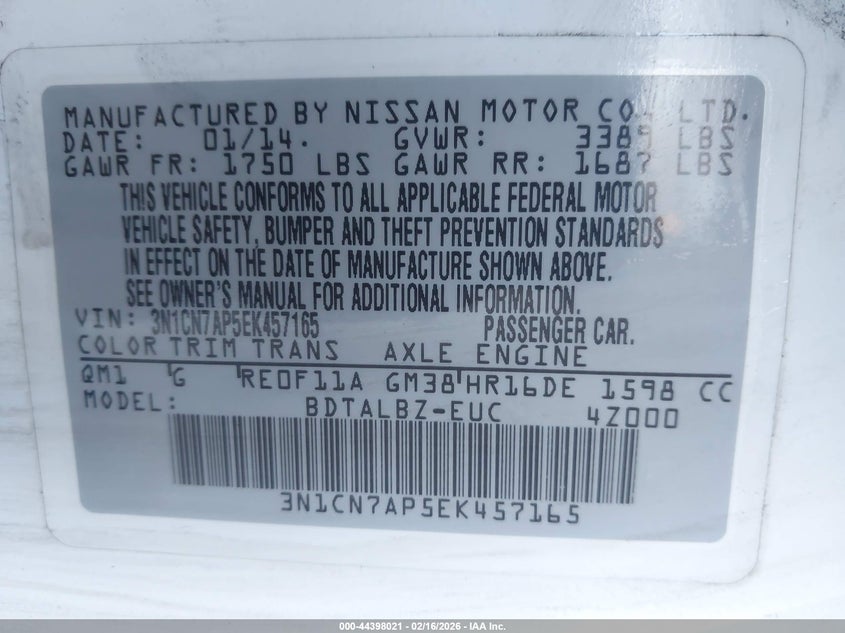 MANUFACTURED BY NISSAN MOTOR CO., LTD.
DATE: 01/14. GVWR: 3389 LBS
GAWR FR: 1750 LBS GAWR RR: 1687 LBS
THIS VEHICLE CONFORMS TO ALL APPLICABLE FEDERAL MOTOR
VEHICLE SAFETY, BUMPER AND THEFT PREVENTION STANDARDS
IN EFFECT ON THE DATE OF MANUFACTURE SHOWN ABOVE.
SEE OWNER'S MANUAL FOR ADDITIONAL INFORMATION.
VIN: 3N1CN7AP5EK457165 PASSENGER CAR.
COLOR TRIM TRANS AXLE ENGINE
QM1 G RE0F11A GM38 HR16DE 1598 CC
MODEL: BDTALBZ-EUC 4Z000
3N1CN7AP5EK457165
000-44398021 - 02/16/2026 - IAA Inc.